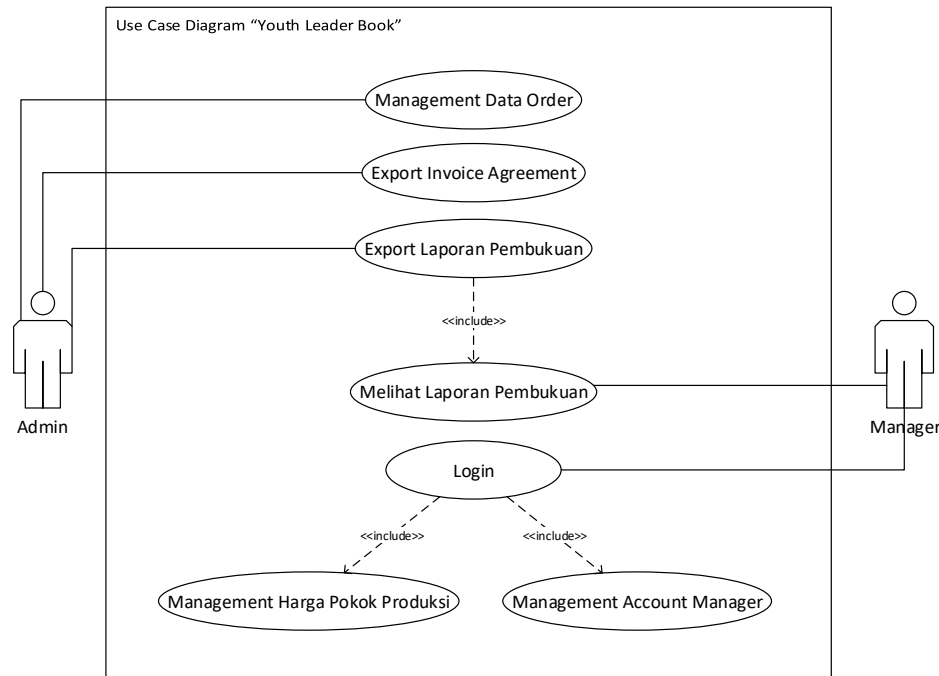 Use Case Diagram “Youth Leader Book”
Management Data Order
Export Invoice Agreement
Export Laporan Pembukuan
<<include>>
Melihat Laporan Pembukuan
Admin
Manager
Login
<<include>>
<<include>>
Management Harga Pokok Produksi
Management Account Manager